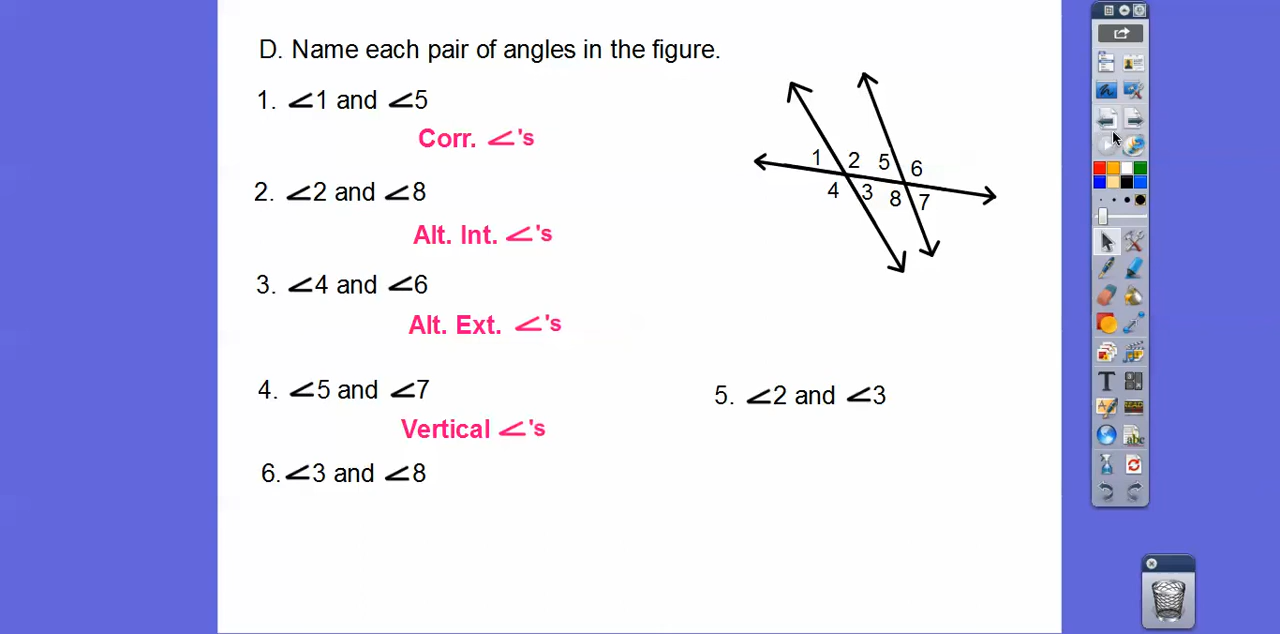 D. Name each pair of angles in the figure.
1. ∠1 and ∠5
Corr. ∠'s
2. ∠2 and ∠8
Alt. Int. ∠'s
3. ∠4 and ∠6
Alt. Ext. ∠'s
4. ∠5 and ∠7
Vertical ∠'s
5. ∠2 and ∠3
6. ∠3 and ∠8
1 2 5 6
4 3 8 7
T
abc